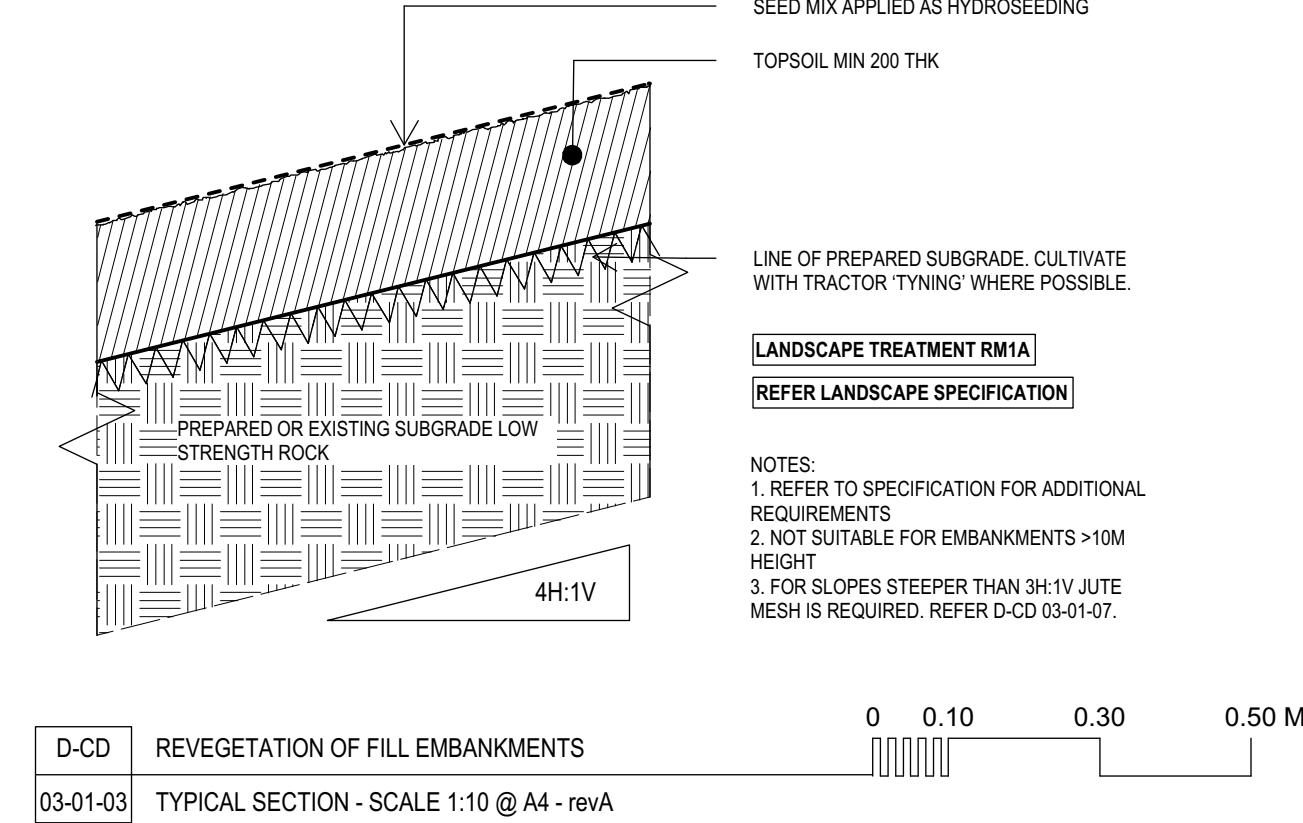 SEED MIX APPLIED AS HYDROSEEDING
TOPSOIL MIN 200 THK
LINE OF PREPARED SUBGRADE. CULTIVATE
WITH TRACTOR ‘TYNING’ WHERE POSSIBLE.
LANDSCAPE TREATMENT RM1A
REFER LANDSCAPE SPECIFICATION
PREPARED OR EXISTING SUBGRADE LOW
STRENGTH ROCK
NOTES:
1. REFER TO SPECIFICATION FOR ADDITIONAL
REQUIREMENTS
2. NOT SUITABLE FOR EMBANKMENTS >10M
HEIGHT
3. FOR SLOPES STEEPER THAN 3H:1V JUTE
MESH IS REQUIRED. REFER D-CD 03-01-07.
4H:1V
0 0.10 0.30 0.50 M
D-CD REVEGETATION OF FILL EMBANKMENTS
03-01-03 TYPICAL SECTION - SCALE 1:10 @ A4 - revA